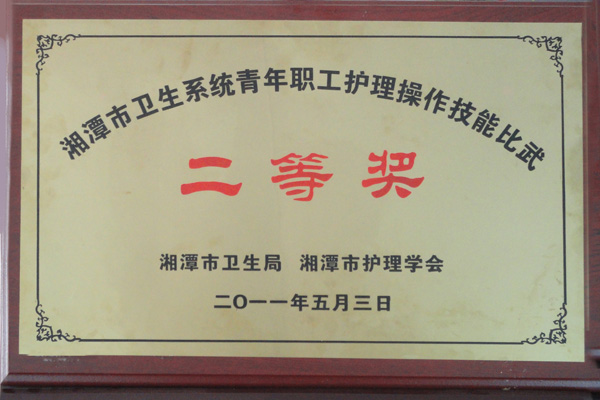 湘潭市卫生系统青年职工护理操作技能比武
二等奖
湘潭市卫生局 湘潭市护理学会
二〇一一年五月三日